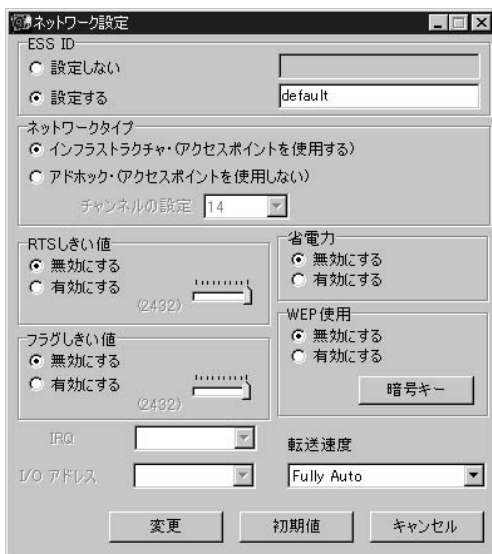 ネットワーク設定
ESS ID
設定しない
設定する
default
ネットワークタイプ
インフラストラクチャ・(アクセスポイントを使用する)
アドホック・(アクセスポイントを使用しない)
チャンネルの設定 14
RTSしきい値
無効にする
有効にする
(2432)
省電力
無効にする
有効にする
フラグしきい値
無効にする
有効にする
(2432)
WEP使用
無効にする
有効にする
暗号キー
IRQ
I/O アドレス
転送速度
Fully Auto
変更
初期値
キャンセル